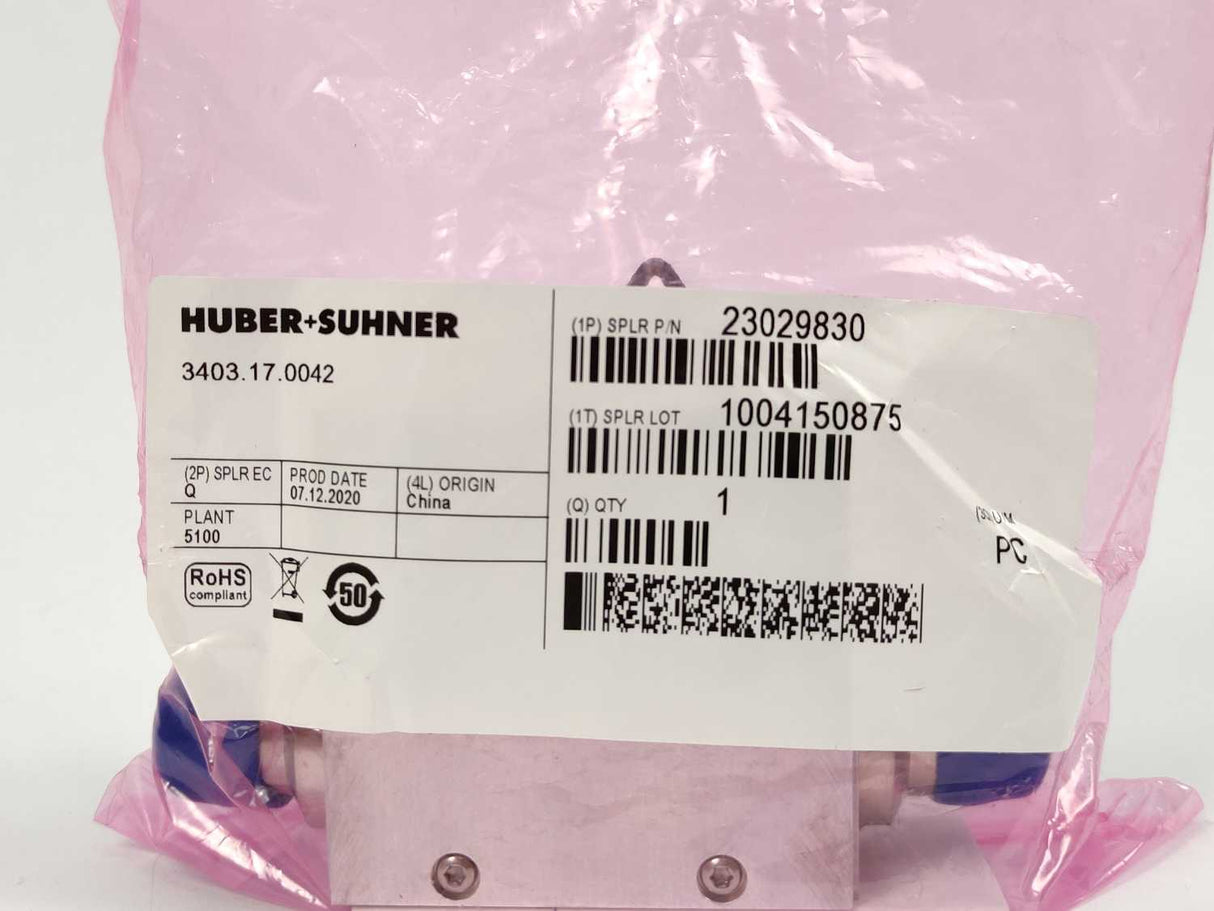 HUBER+SUHNER
3403.17.0042
(2P) SPLR EC
Q
PROD DATE
07.12.2020
(4L) ORIGIN
China
PLANT
5100
RoHS
compliant
50
(1P) SPLR P/N 23029830
(1T) SPLR LOT 1004150875
(Q) QTY 1
PC